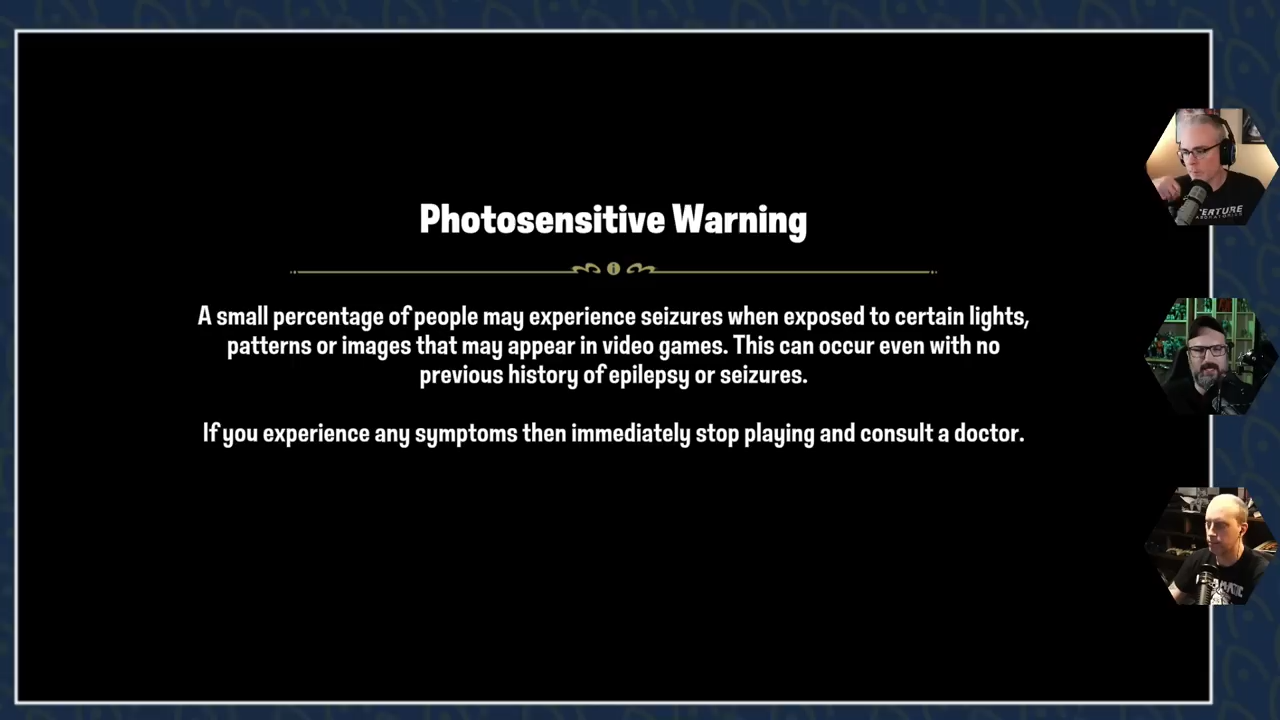 Photosensitive Warning
A small percentage of people may experience seizures when exposed to certain lights,
patterns or images that may appear in video games. This can occur even with no
previous history of epilepsy or seizures.
If you experience any symptoms then immediately stop playing and consult a doctor.